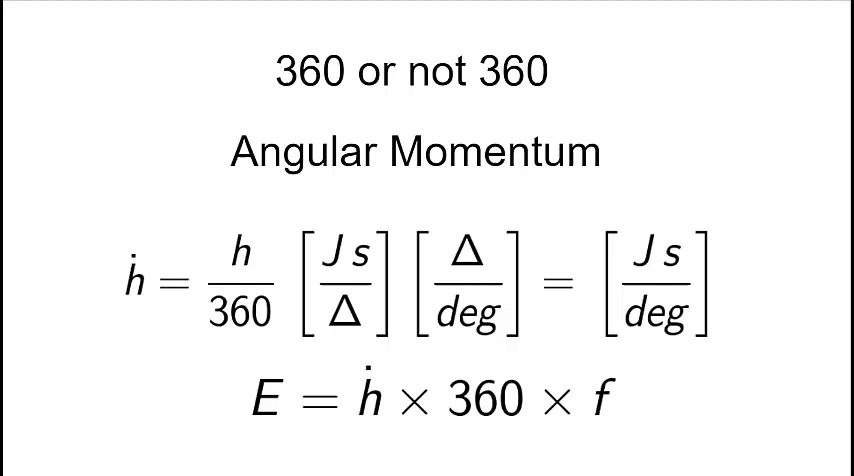 360 or not 360
Angular Momentum
ḣ = h/360 [J s/Δ] [Δ/deg] = [J s/deg]
E = ḣ × 360 × f